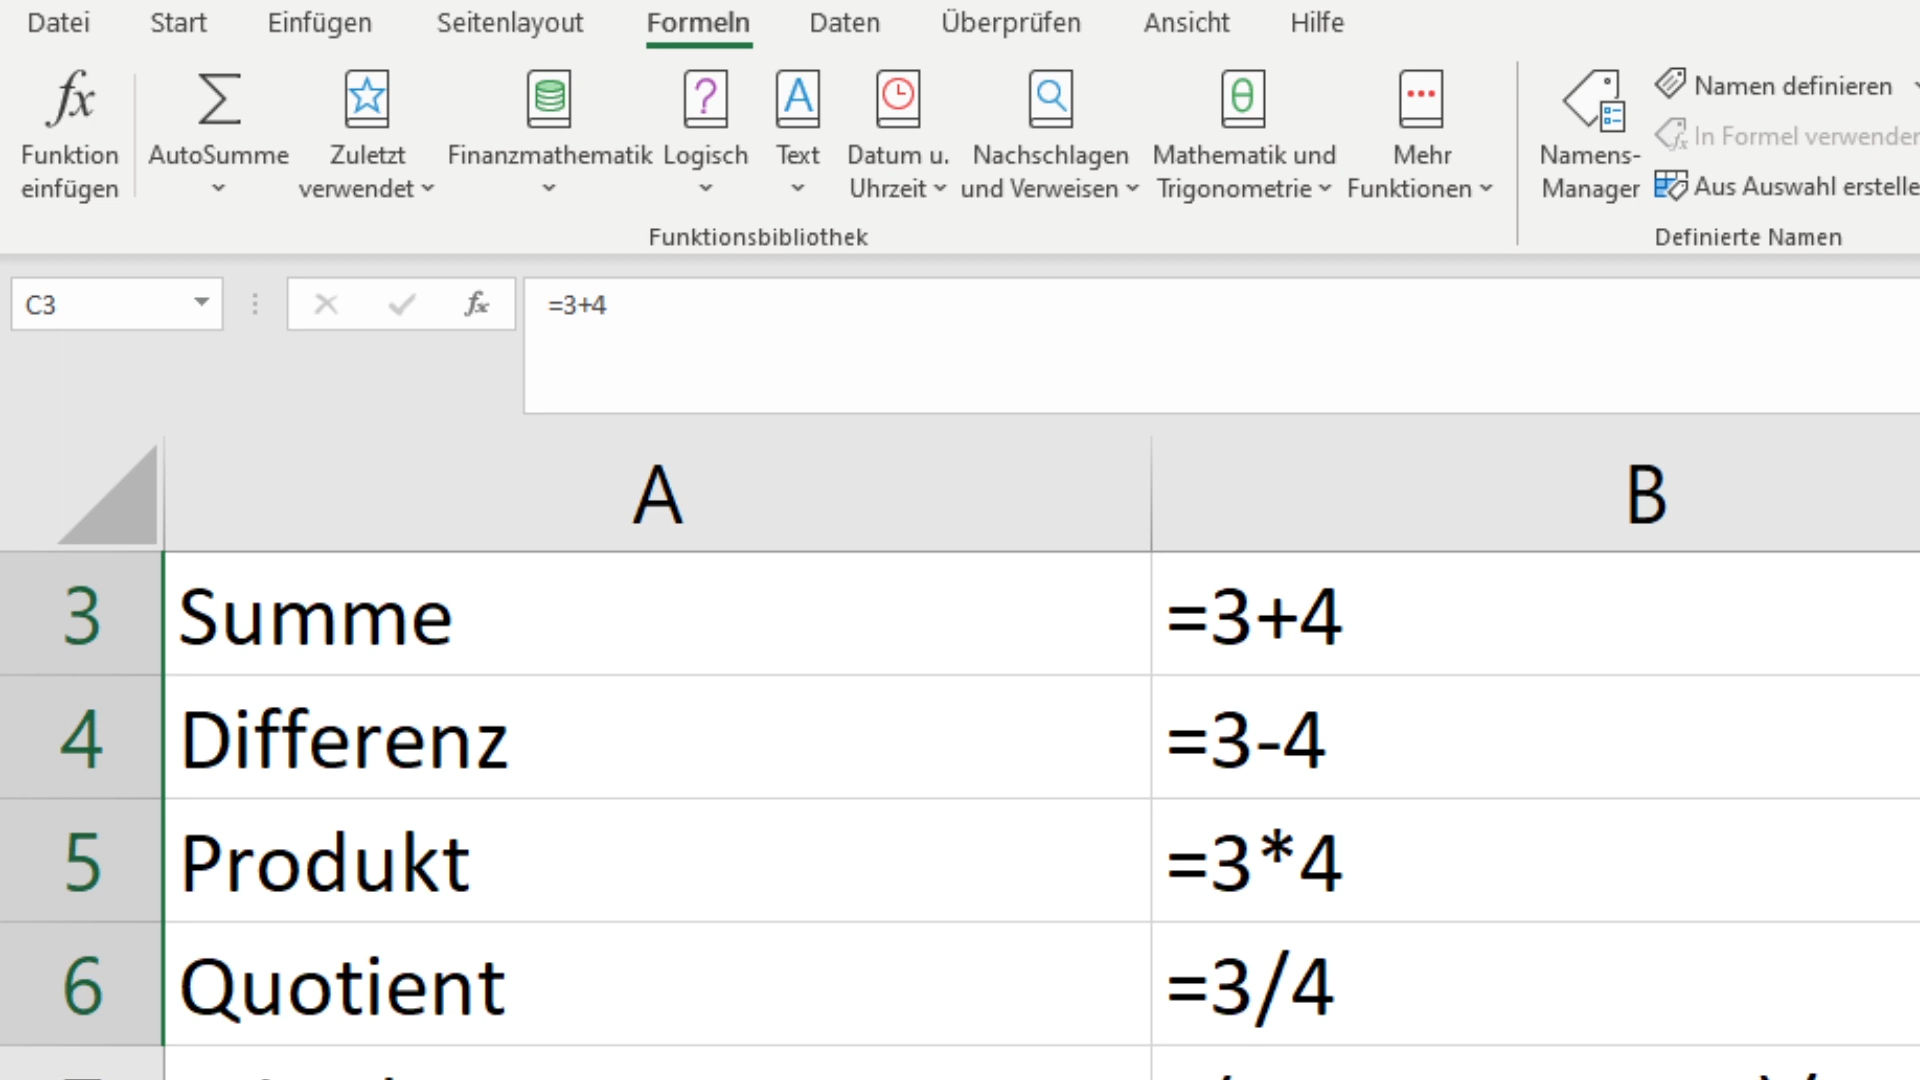 Datei Start Einfügen Seitenlayout Formeln Daten Überprüfen Ansicht Hilfe
Funktion einfügen
AutoSumme
Zuletzt verwendet
Finanzmathematik
Logisch
Text
Datum u. Uhrzeit
Nachschlagen und Verweisen
Mathematik und Trigonometrie
Mehr Funktionen
Funktionsbibliothek
Namens-
Manager
Namen definieren
In Formel
Aus Auswahl
Definierte Namen
C3 fx =3+4
A B
3 Summe =3+4
4 Differenz =3-4
5 Produkt =3*4
6 Quotient =3/4